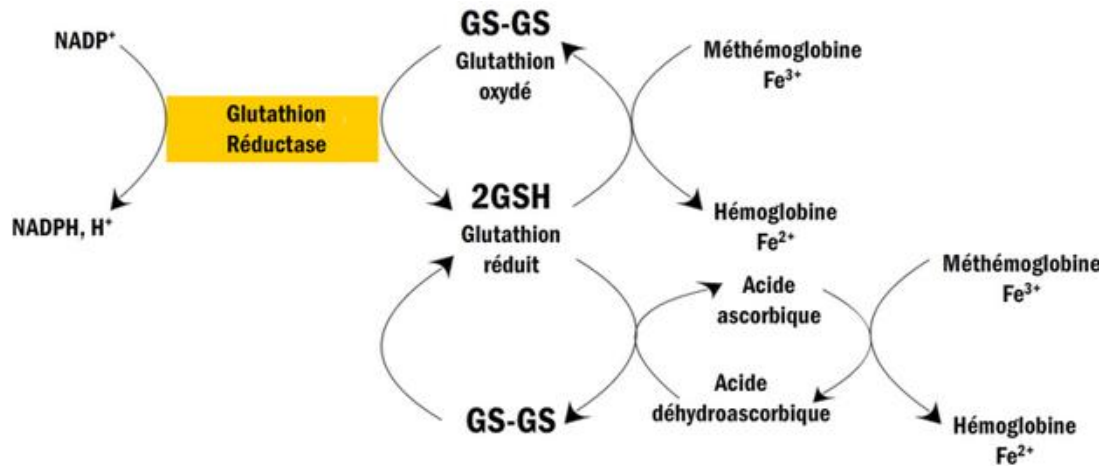 NADP⁺
GS-GS
Glutathion
oxydé
Méthémoglobine
Fe³⁺
Glutathion
Réductase
NADPH, H⁺
2GSH
Glutathion
réduit
Hémoglobine
Fe²⁺
Acide
ascorbique
Méthémoglobine
Fe³⁺
Acide
déhydroascorbique
GS-GS
Hémoglobine
Fe²⁺